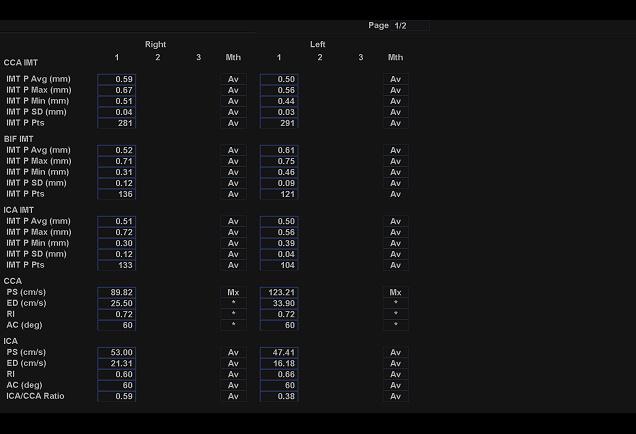 Page 1/2
Right Left
1 2 3 Mth 1 2 3 Mth
CCA IMT
IMT P Avg (mm) 0.59 Av 0.50 Av
IMT P Max (mm) 0.67 Av 0.56 Av
IMT P Min (mm) 0.51 Av 0.44 Av
IMT P SD (mm) 0.04 Av 0.03 Av
IMT P Pts 281 Av 291 Av
BIF IMT
IMT P Avg (mm) 0.52 Av 0.61 Av
IMT P Max (mm) 0.71 Av 0.75 Av
IMT P Min (mm) 0.31 Av 0.46 Av
IMT P SD (mm) 0.12 Av 0.09 Av
IMT P Pts 136 Av 121 Av
ICA IMT
IMT P Avg (mm) 0.51 Av 0.50 Av
IMT P Max (mm) 0.72 Av 0.56 Av
IMT P Min (mm) 0.30 Av 0.39 Av
IMT P SD (mm) 0.12 Av 0.04 Av
IMT P Pts 133 Av 104 Av
CCA
PS (cm/s) 89.82 Mx 123.21 Mx
ED (cm/s) 25.50 * 33.90 *
RI 0.72 * 0.72 *
AC (deg) 60 * 60 *
ICA
PS (cm/s) 53.00 Av 47.41 Av
ED (cm/s) 21.31 Av 16.18 Av
RI 0.60 Av 0.66 Av
AC (deg) 60 Av 60 Av
ICA/CCA Ratio 0.59 Av 0.38 Av